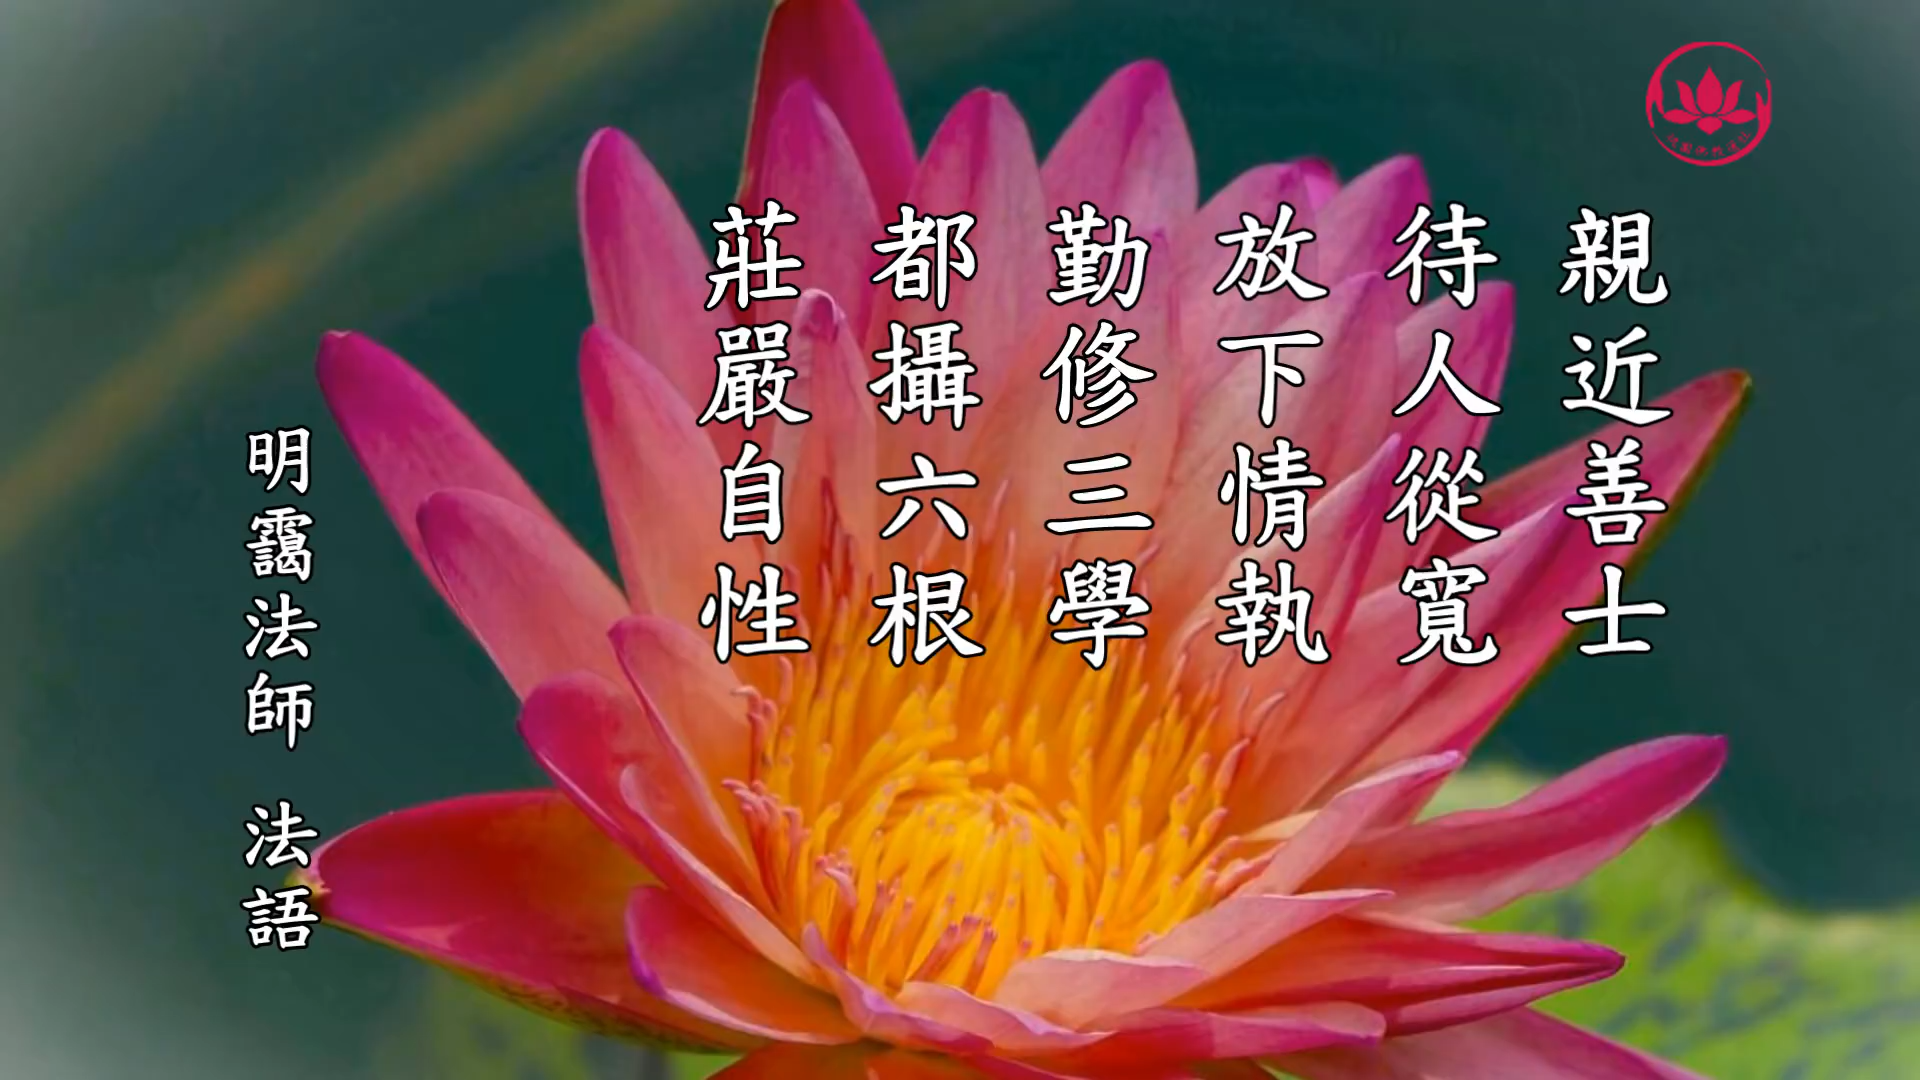 親近善士
待人從寬
放下情執
勤修三學
都攝六根
莊嚴自性
明靄法師 法語